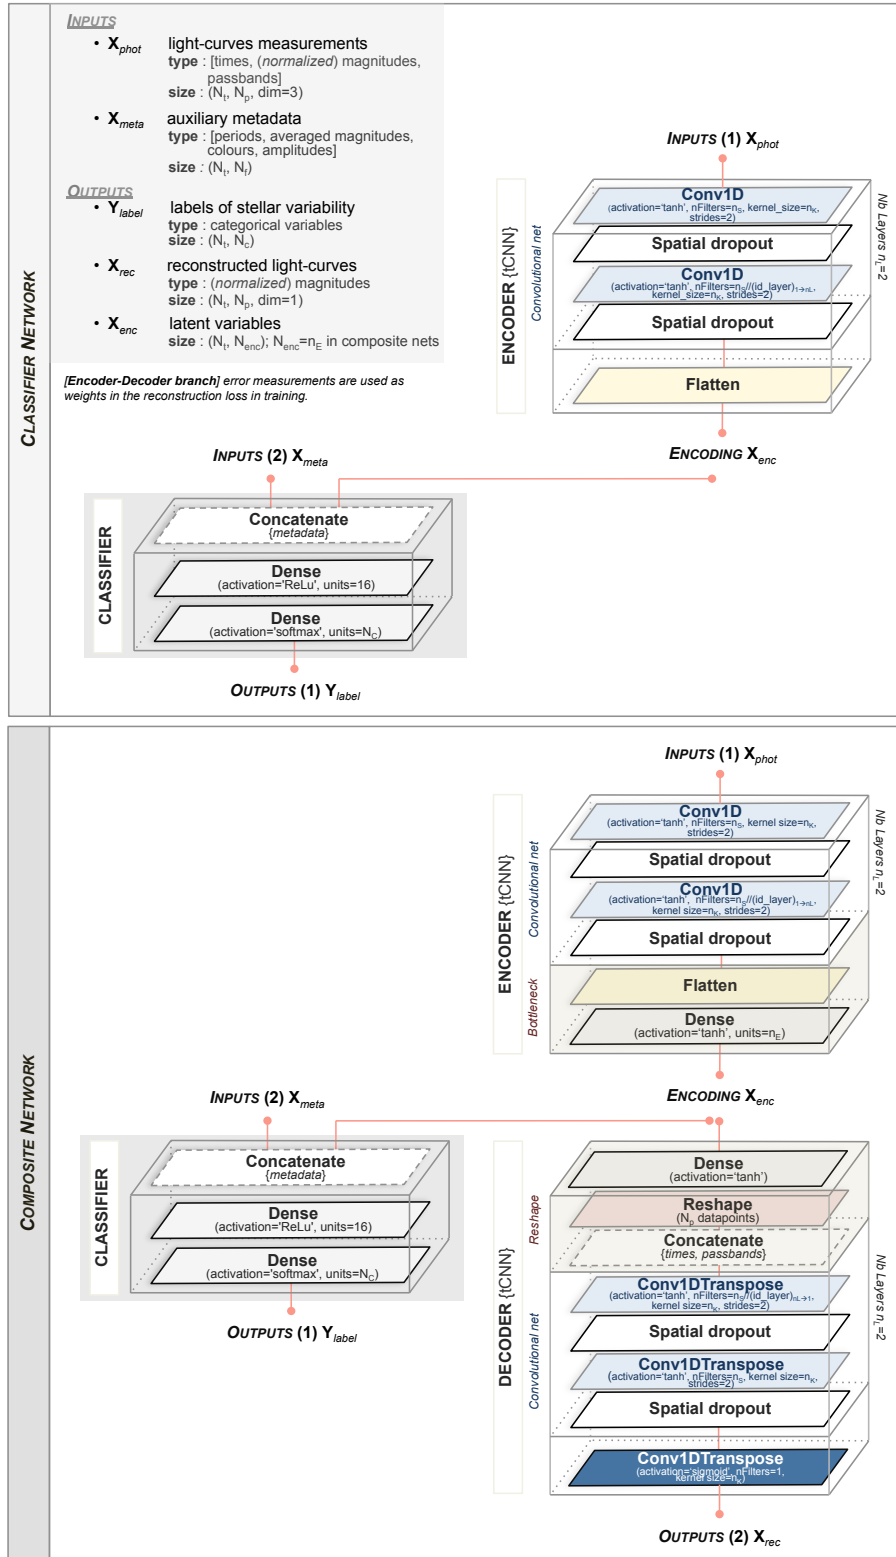 CLASSIFIER NETWORK
INPUTS
• X_phot light-curves measurements
type : [times, (normalized) magnitudes,
passbands]
size : (N_t, N_p, dim=3)
• X_meta auxiliary metadata
type : [periods, averaged magnitudes,
colours, amplitudes]
size : (N_t, N_f)
OUTPUTS
• Y_label labels of stellar variability
type : categorical variables
size : (N_t, N_c)
• X_rec reconstructed light-curves
type : (normalized) magnitudes
size : (N_t, N_p, dim=1)
• X_enc latent variables
size : (N_t, N_enc); N_enc=n_E in composite nets
[Encoder-Decoder branch] error measurements are used as
weights in the reconstruction loss in training.
INPUTS (1) X_phot
ENCODER {tCNN}
Convolutional net
Nb Layers n_L=2
Conv1D
(activation='tanh', nFilters=n_S, kernel_size=n_K,
strides=2)
Spatial dropout
Conv1D
(activation='tanh', nFilters=n_S//(id_layer)_1→nL,
kernel_size=n_K, strides=2)
Spatial dropout
Flatten
ENCODING X_enc
INPUTS (2) X_meta
CLASSIFIER
Concatenate
{metadata}
Dense
(activation='ReLu', units=16)
Dense
(activation='softmax', units=N_C)
OUTPUTS (1) Y_label
COMPOSITE NETWORK
INPUTS (1) X_phot
ENCODER {tCNN}
Convolutional net
Bottleneck
Nb Layers n_L=2
Conv1D
(activation='tanh', nFilters=n_S, kernel size=n_K,
strides=2)
Spatial dropout
Conv1D
(activation='tanh', nFilters=n_S//(id_layer)_1→nL,
kernel size=n_K, strides=2)
Spatial dropout
Flatten
Dense
(activation='tanh', units=n_E)
ENCODING X_enc
INPUTS (2) X_meta
CLASSIFIER
Concatenate
{metadata}
Dense
(activation='ReLu', units=16)
Dense
(activation='softmax', units=N_C)
OUTPUTS (1) Y_label
DECODER {tCNN}
Reshape
Convolutional net
Nb Layers n_L=2
Dense
(activation='tanh')
Reshape
(N_p datapoints)
Concatenate
{times, passbands}
Conv1DTranspose
(activation='tanh', nFilters=n_S//(id_layer)_nL→1,
kernel size=n_K, strides=2)
Spatial dropout
Conv1DTranspose
(activation='tanh', nFilters=n_S, kernel size=n_K,
strides=2)
Spatial dropout
Conv1DTranspose
(activation='sigmoid', nFilters=1,
kernel size=n_K)
OUTPUTS (2) X_rec